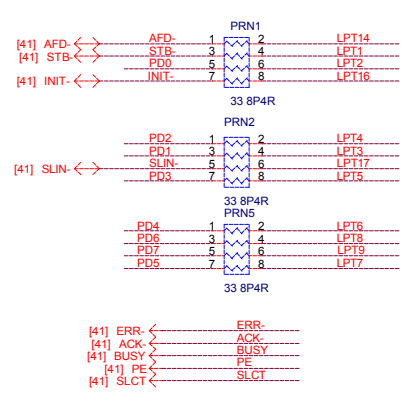 PRN1
[41] AFD- AFD- 1 2 LPT14
[41] STB- STB- 3 4 LPT1
PD0 5 6 LPT2
[41] INIT- INIT- 7 8 LPT16
33 8P4R
PRN2
PD2 1 2 LPT4
PD1 3 4 LPT3
[41] SLIN- SLIN- 5 6 LPT17
PD3 7 8 LPT5
33 8P4R
PRN5
PD4 1 2 LPT6
PD6 3 4 LPT8
PD7 5 6 LPT9
PD5 7 8 LPT7
33 8P4R
[41] ERR- ERR-
[41] ACK- ACK-
[41] BUSY BUSY
[41] PE PE
[41] SLCT SLCT